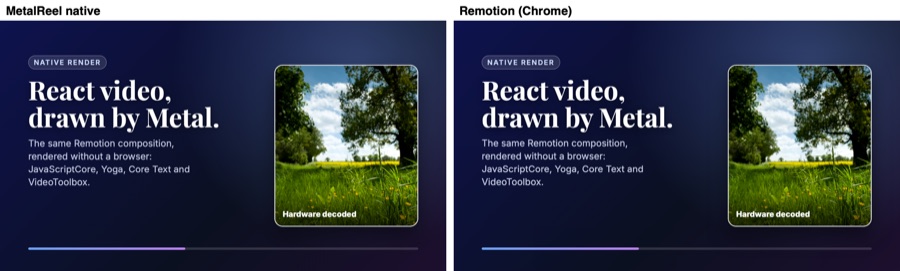 MetalReel native
NATIVE RENDER
React video,
drawn by Metal.
The same Remotion composition,
rendered without a browser:
JavaScriptCore, Yoga, Core Text and
VideoToolbox.
Hardware decoded
Remotion (Chrome)
NATIVE RENDER
React video,
drawn by Metal.
The same Remotion composition,
rendered without a browser:
JavaScriptCore, Yoga, Core Text and
VideoToolbox.
Hardware decoded